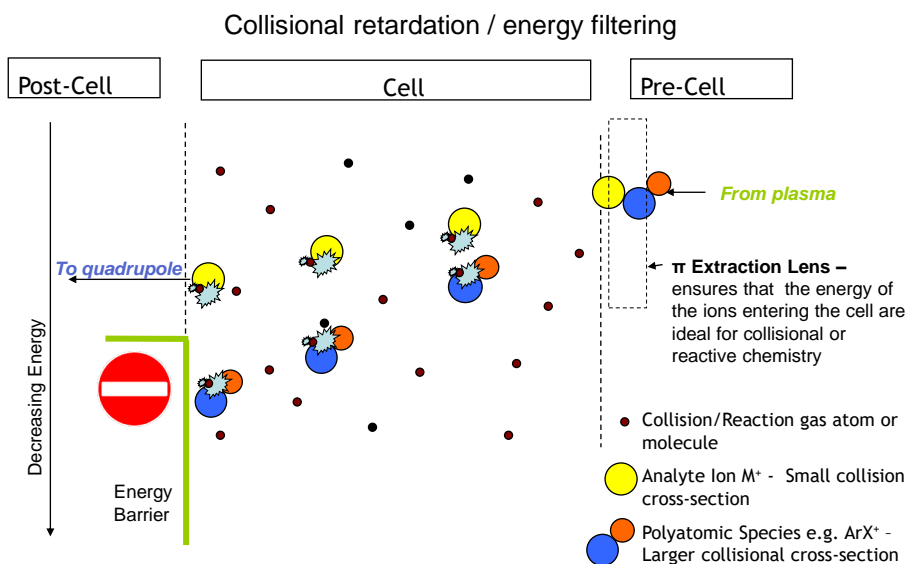 Collisional retardation / energy filtering
Post-Cell
Cell
Pre-Cell
From plasma
To quadrupole
π Extraction Lens –
ensures that the energy of
the ions entering the cell are
ideal for collisional or
reactive chemistry
Decreasing Energy
Energy
Barrier
Collision/Reaction gas atom or
molecule
Analyte Ion M⁺ - Small collision
cross-section
Polyatomic Species e.g. ArX⁺ –
Larger collisional cross-section